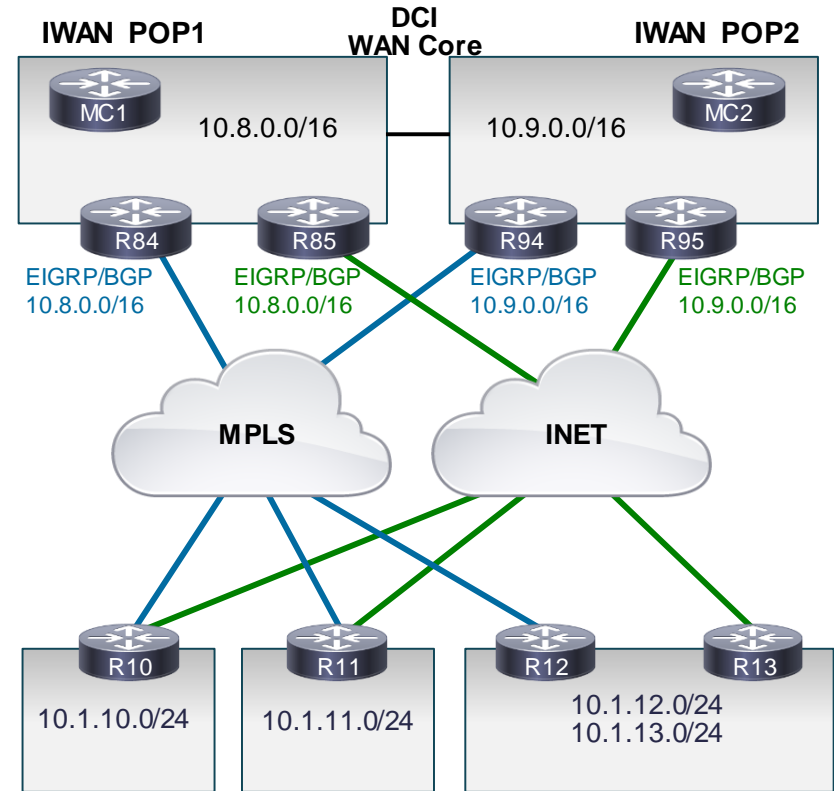 DCI
WAN Core
IWAN POP1
IWAN POP2
MC1
MC2
10.8.0.0/16
10.9.0.0/16
R84
R85
R94
R95
EIGRP/BGP
10.8.0.0/16
EIGRP/BGP
10.8.0.0/16
EIGRP/BGP
10.9.0.0/16
EIGRP/BGP
10.9.0.0/16
MPLS
INET
R10
R11
R12
R13
10.1.10.0/24
10.1.11.0/24
10.1.12.0/24
10.1.13.0/24